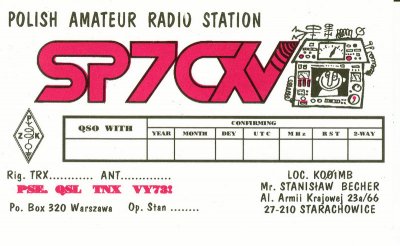 POLISH AMATEUR RADIO STATION
SP7CXV
P Z K
QSO WITH
CONFIRMING
YEAR MONTH DEY UTC MHz RST 2-WAY
Rig. TRX............ ANT..............
PSE. QSL TNX VY73!
Po. Box 320 Warszawa Op. Stan ........
LOC. KO01MB
Mr. STANISŁAW BECHER
Al. Armii Krajowej 23a/66
27-210 STARACHOWICE